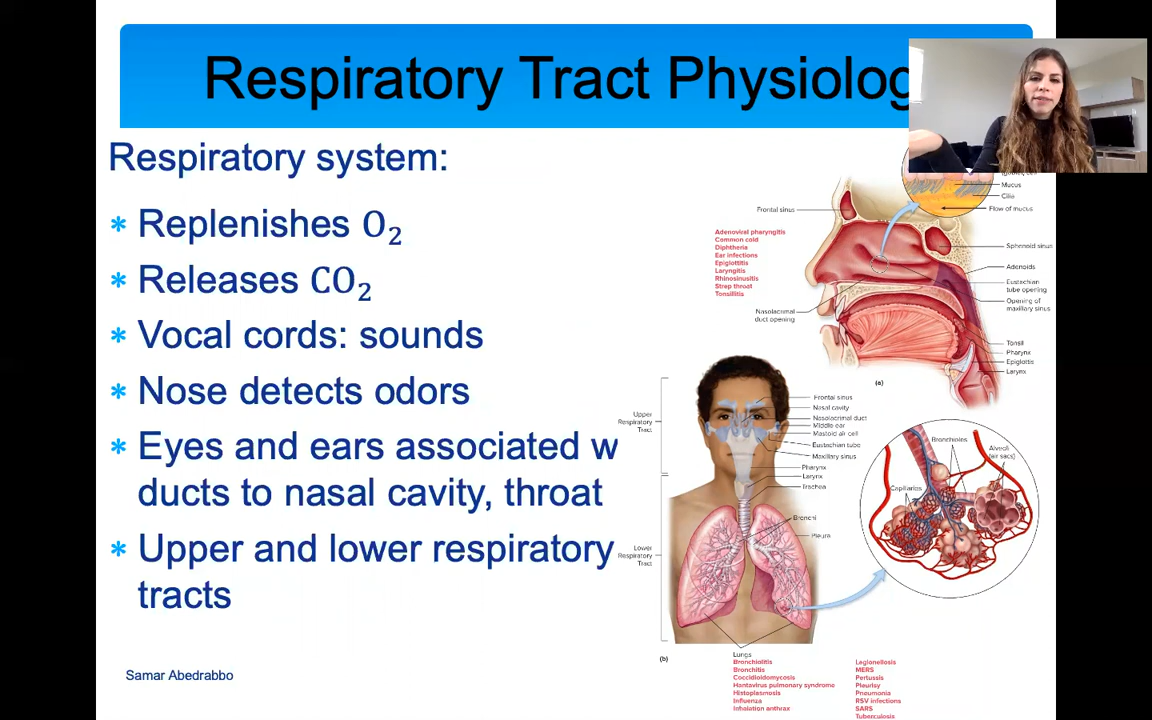 Respiratory Tract Physiolog
Respiratory system:
* Replenishes O₂
* Releases CO₂
* Vocal cords: sounds
* Nose detects odors
* Eyes and ears associated w
ducts to nasal cavity, throat
* Upper and lower respiratory
tracts
Samar Abedrabbo
Mucus
Cilia
Flow of mucus
Frontal sinus
Adenoviral pharyngitis
Common cold
Diphtheria
Ear infections
Epiglottitis
Laryngitis
Rhinosinusitis
Strep throat
Tonsillitis
Sphenoid sinus
Adenoids
Eustachian
tube opening
Opening of
maxillary sinus
Nasolacrimal
duct opening
Tonsil
Pharynx
Epiglottis
Larynx
(a)
Upper
Respiratory
Tract
Frontal sinus
Nasal cavity
Nasolacrimal duct
Middle ear
Mastoid air cell
Eustachian tube
Maxillary sinus
Pharynx
Larynx
Trachea
Bronchi
Pleura
Lower
Respiratory
Tract
Bronchioles
Alveoli
(air sacs)
Capillaries
(b)
Lungs
Bronchiolitis
Bronchitis
Coccidioidomycosis
Hantavirus pulmonary syndrome
Histoplasmosis
Influenza
Inhalation anthrax
Legionellosis
MERS
Pertussis
Pleurisy
Pneumonia
RSV infections
SARS
Tuberculosis